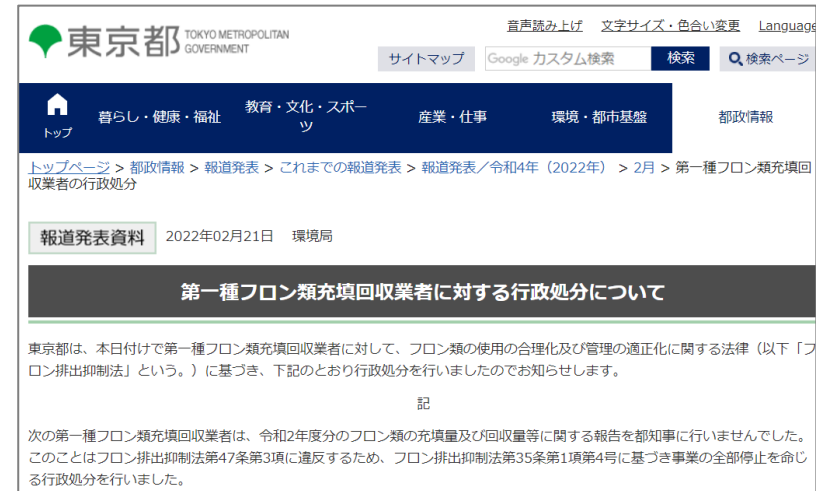 東京都 TOKYO METROPOLITAN GOVERNMENT
音声読み上げ 文字サイズ・色合い変更 Language
サイトマップ Google カスタム検索 検索 検索ページ
トップ 暮らし・健康・福祉 教育・文化・スポーツ 産業・仕事 環境・都市基盤 都政情報
トップページ > 都政情報 > 報道発表 > これまでの報道発表 > 報道発表／令和4年（2022年） > 2月 > 第一種フロン類充填回
収業者の行政処分
報道発表資料 2022年02月21日 環境局
第一種フロン類充填回収業者に対する行政処分について
東京都は、本日付けで第一種フロン類充填回収業者に対して、フロン類の使用の合理化及び管理の適正化に関する法律（以下「フ
ロン排出抑制法」という。）に基づき、下記のとおり行政処分を行いましたのでお知らせします。
記
次の第一種フロン類充填回収業者は、令和2年度分のフロン類の充填量及び回収量等に関する報告を都知事に行いませんでした。
このことはフロン排出抑制法第47条第3項に違反するため、フロン排出抑制法第35条第1項第4号に基づき事業の全部停止を命じ
る行政処分を行いました。